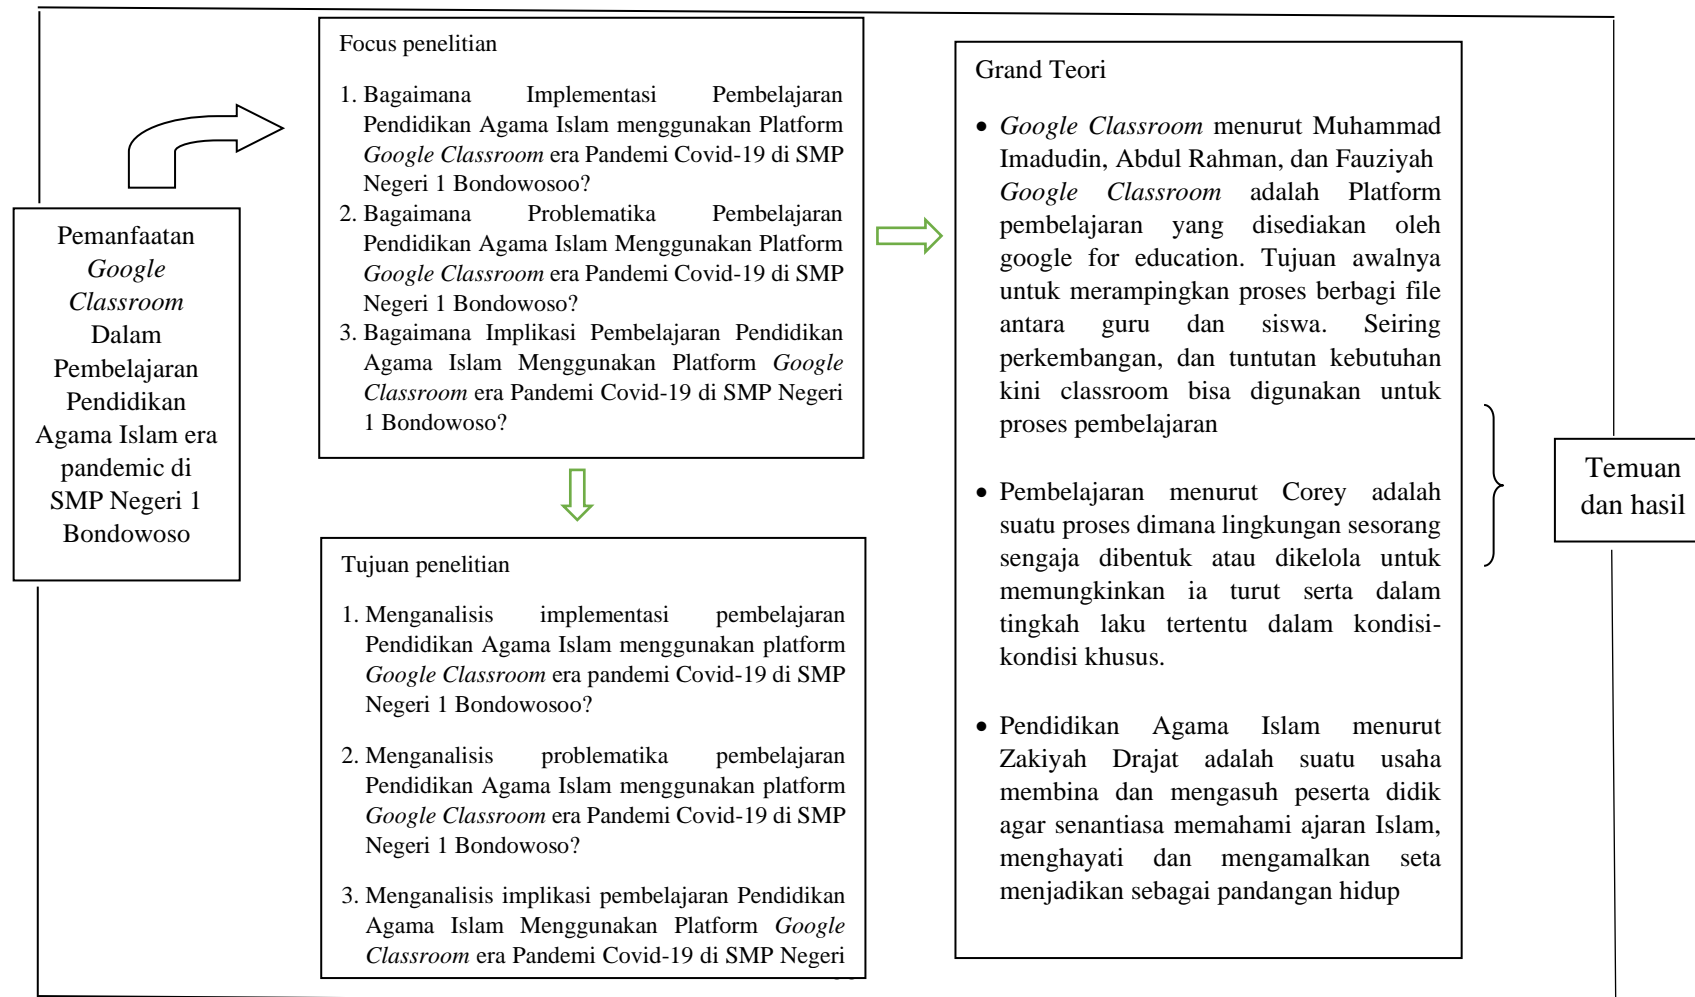 Pemanfaatan
Google
Classroom
Dalam
Pembelajaran
Pendidikan
Agama Islam era
pandemic di
SMP Negeri 1
Bondowoso
Focus penelitian
1. Bagaimana Implementasi Pembelajaran
Pendidikan Agama Islam menggunakan Platform
Google Classroom era Pandemi Covid-19 di SMP
Negeri 1 Bondowosoo?
2. Bagaimana Problematika Pembelajaran
Pendidikan Agama Islam Menggunakan Platform
Google Classroom era Pandemi Covid-19 di SMP
Negeri 1 Bondowoso?
3. Bagaimana Implikasi Pembelajaran Pendidikan
Agama Islam Menggunakan Platform Google
Classroom era Pandemi Covid-19 di SMP Negeri
1 Bondowoso?
Tujuan penelitian
1. Menganalisis implementasi pembelajaran
Pendidikan Agama Islam menggunakan platform
Google Classroom era pandemi Covid-19 di SMP
Negeri 1 Bondowosoo?
2. Menganalisis problematika pembelajaran
Pendidikan Agama Islam menggunakan platform
Google Classroom era Pandemi Covid-19 di SMP
Negeri 1 Bondowoso?
3. Menganalisis implikasi pembelajaran Pendidikan
Agama Islam Menggunakan Platform Google
Classroom era Pandemi Covid-19 di SMP Negeri
Grand Teori
• Google Classroom menurut Muhammad
Imadudin, Abdul Rahman, dan Fauziyah
Google Classroom adalah Platform
pembelajaran yang disediakan oleh
google for education. Tujuan awalnya
untuk merampingkan proses berbagi file
antara guru dan siswa. Seiring
perkembangan, dan tuntutan kebutuhan
kini classroom bisa digunakan untuk
proses pembelajaran
• Pembelajaran menurut Corey adalah
suatu proses dimana lingkungan sesorang
sengaja dibentuk atau dikelola untuk
memungkinkan ia turut serta dalam
tingkah laku tertentu dalam kondisi-
kondisi khusus.
• Pendidikan Agama Islam menurut
Zakiyah Drajat adalah suatu usaha
membina dan mengasuh peserta didik
agar senantiasa memahami ajaran Islam,
menghayati dan mengamalkan seta
menjadikan sebagai pandangan hidup
Temuan
dan hasil